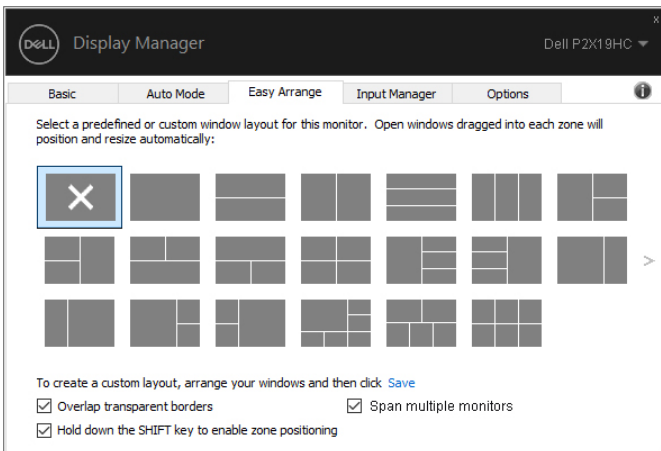 x
DELL Display Manager Dell P2X19HC
Basic Auto Mode Easy Arrange Input Manager Options
Select a predefined or custom window layout for this monitor. Open windows dragged into each zone will
position and resize automatically:
>
To create a custom layout, arrange your windows and then click Save
Overlap transparent borders Span multiple monitors
Hold down the SHIFT key to enable zone positioning